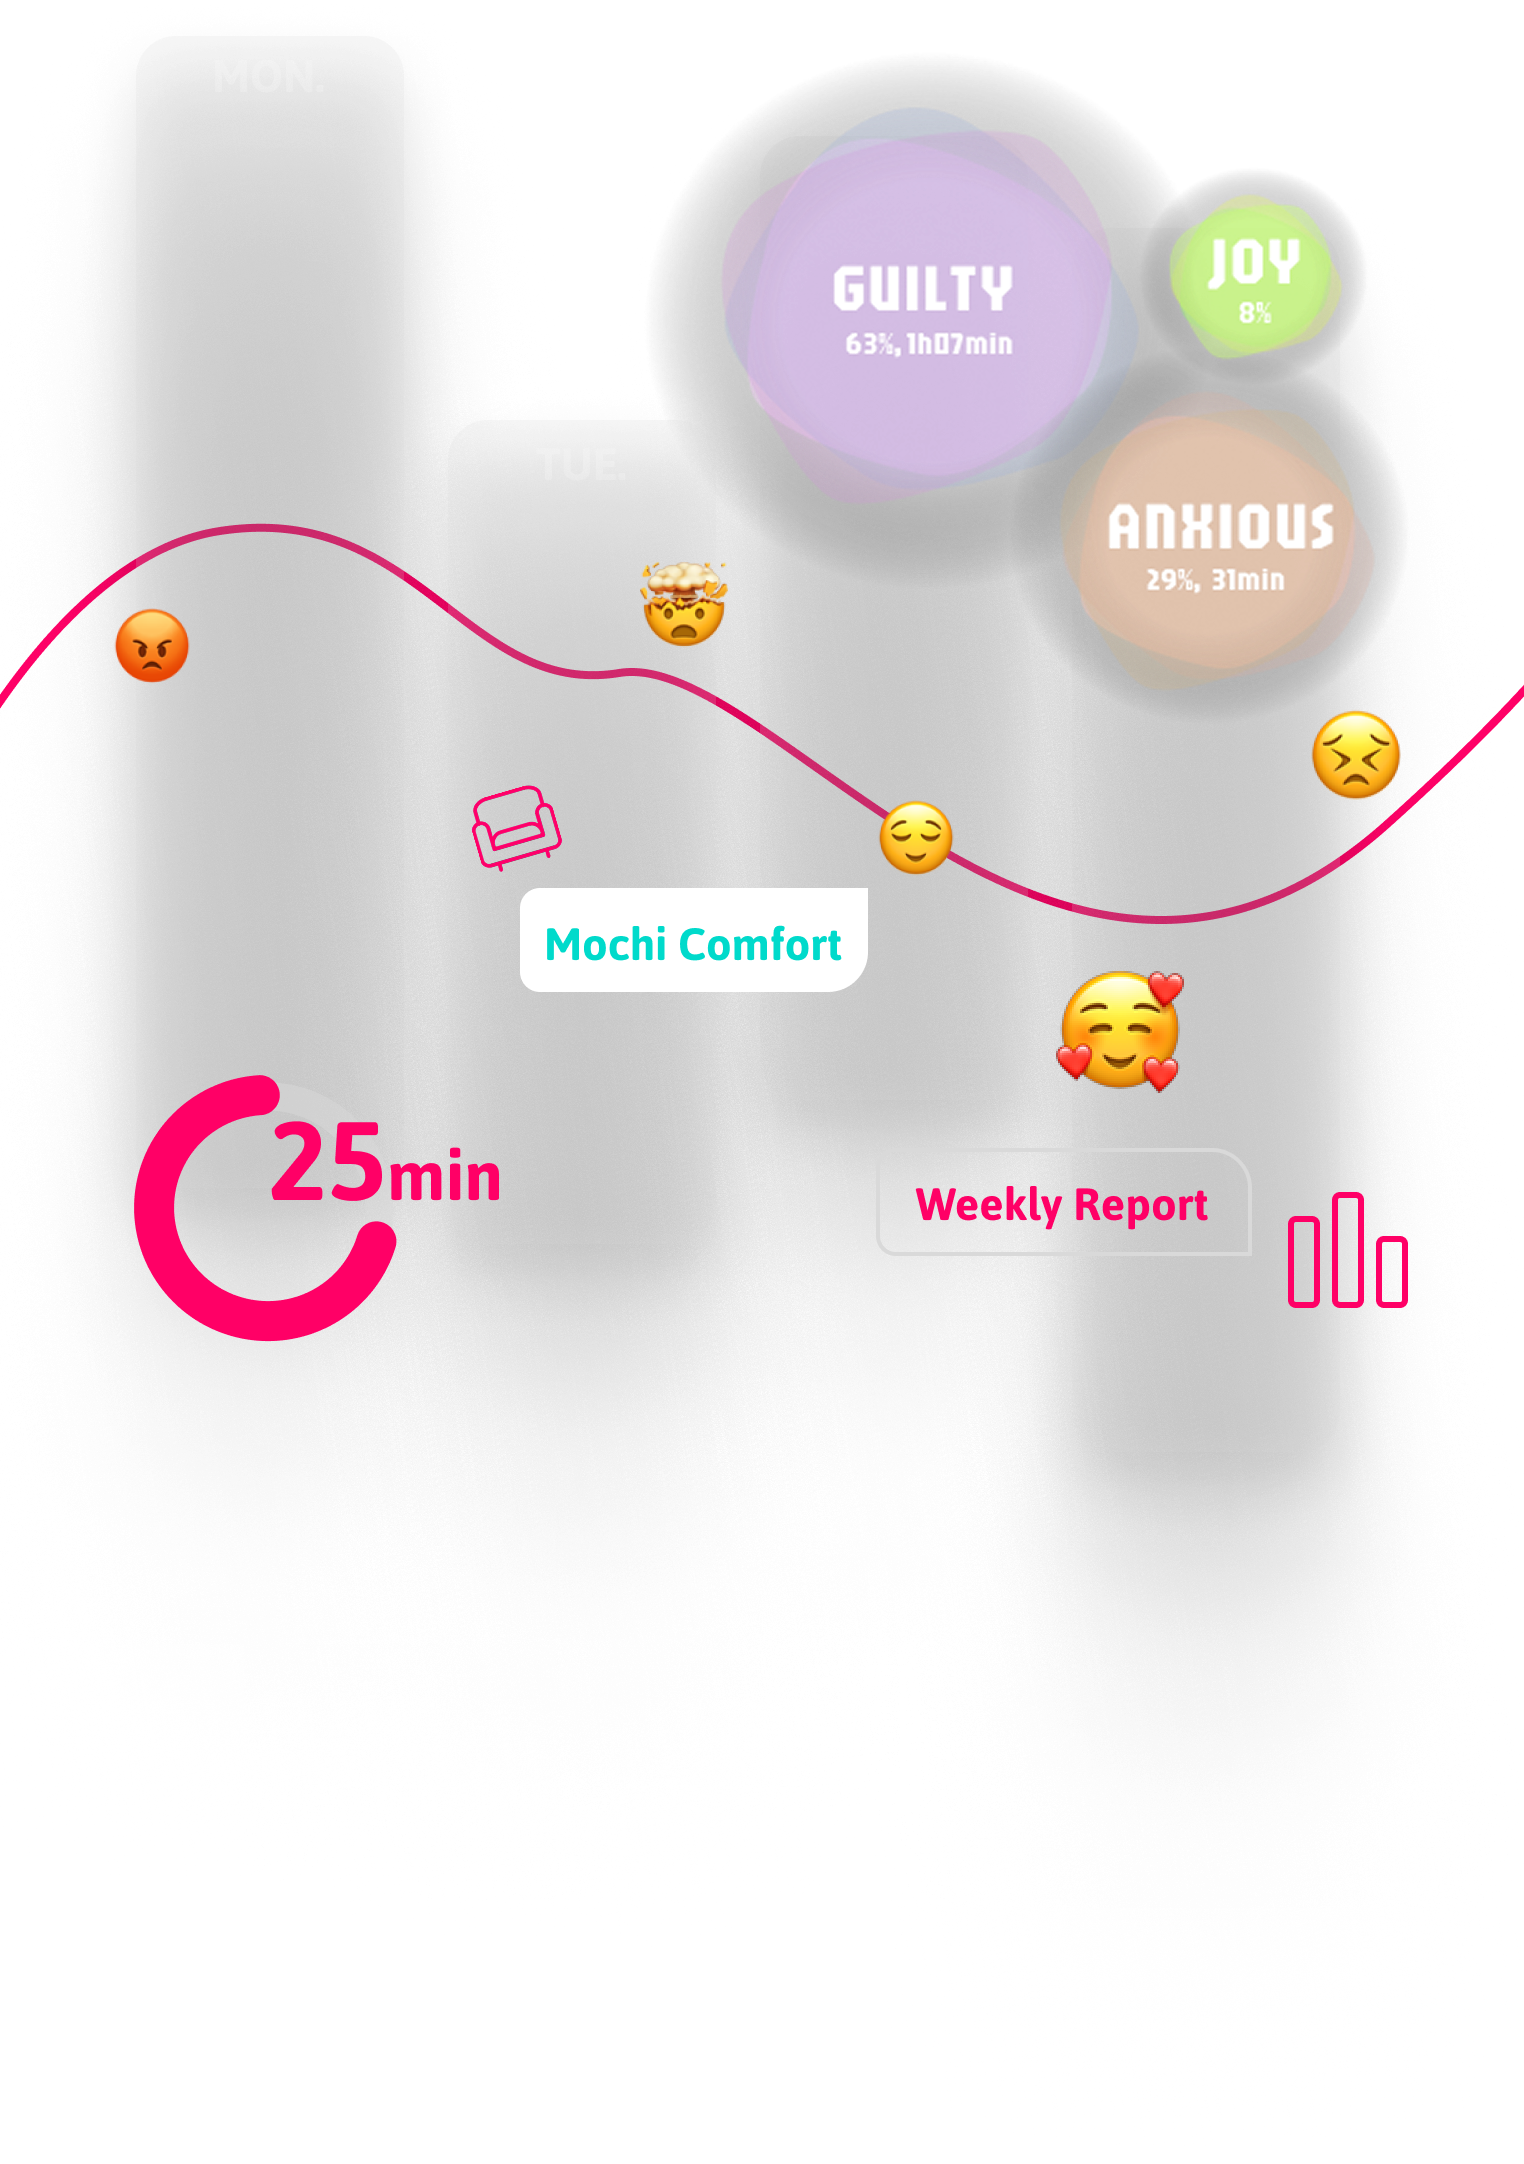 MON.
GUILTY
63%, 1h07min
JOY
8%
TUE.
ANXIOUS
29%, 31min
Mochi Comfort
25min
Weekly Report